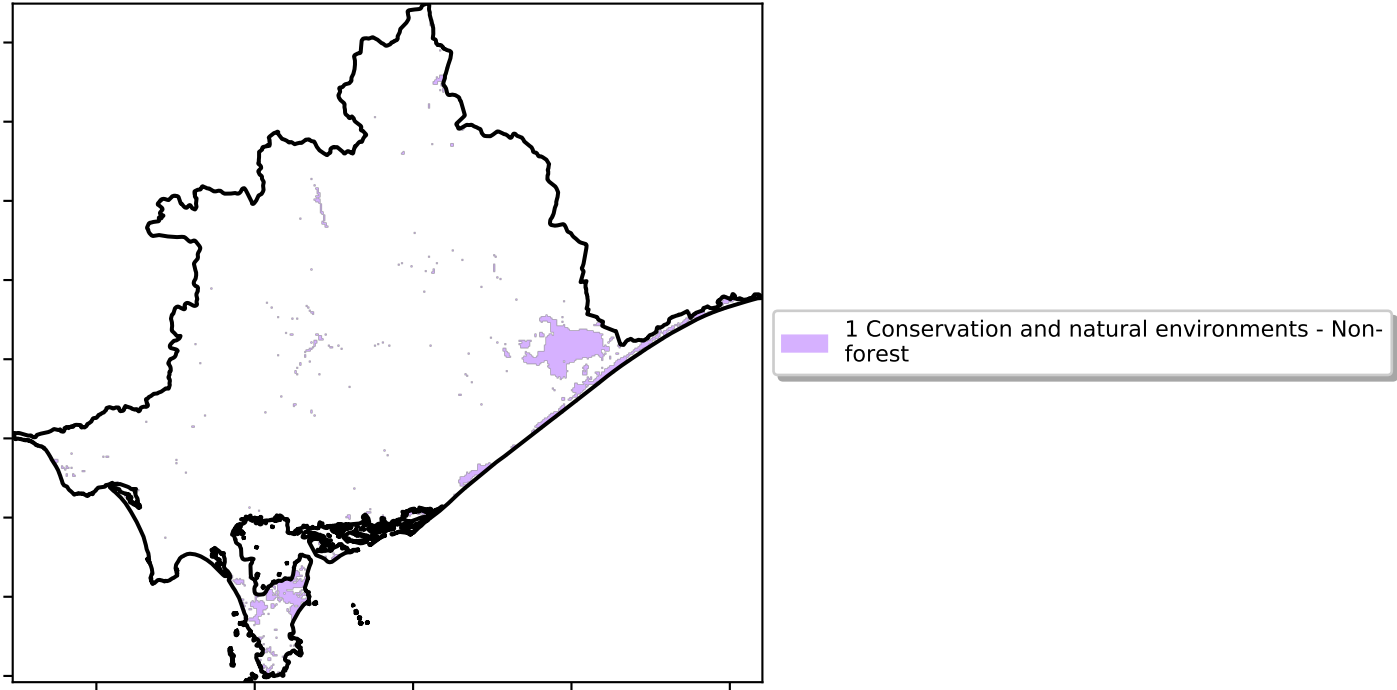 1 Conservation and natural environments - Non-
forest